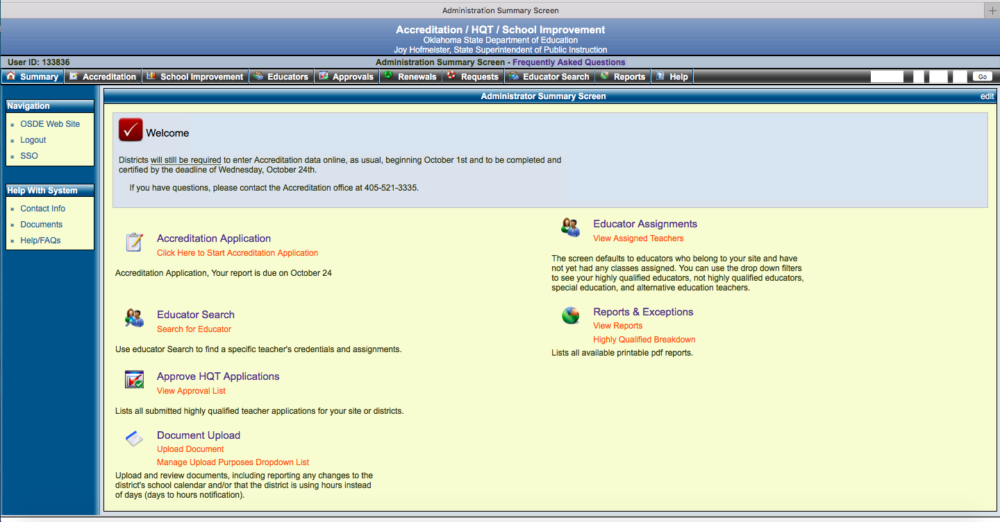 Administration Summary Screen
Accreditation / HQT / School Improvement
Oklahoma State Department of Education
Joy Hofmeister, State Superintendent of Public Instruction
User ID: 133836
Administration Summary Screen - Frequently Asked Questions
Summary Accreditation School Improvement Educators Approvals Renewals Requests Educator Search Reports Help Go
Administrator Summary Screen edit
Navigation
OSDE Web Site
Logout
SSO
Help With System
Contact Info
Documents
Help/FAQs
Welcome
Districts will still be required to enter Accreditation data online, as usual, beginning October 1st and to be completed and
certified by the deadline of Wednesday, October 24th.
If you have questions, please contact the Accreditation office at 405-521-3335.
Accreditation Application
Click Here to Start Accreditation Application
Accreditation Application, Your report is due on October 24
Educator Search
Search for Educator
Use educator Search to find a specific teacher's credentials and assignments.
Approve HQT Applications
View Approval List
Lists all submitted highly qualified teacher applications for your site or districts.
Document Upload
Upload Document
Manage Upload Purposes Dropdown List
Upload and review documents, including reporting any changes to the
district's school calendar and/or that the district is using hours instead
of days (days to hours notification).
Educator Assignments
View Assigned Teachers
The screen defaults to educators who belong to your site and have
not yet had any classes assigned. You can use the drop down filters
to see your highly qualified educators, not highly qualified educators,
special education, and alternative education teachers.
Reports & Exceptions
View Reports
Highly Qualified Breakdown
Lists all available printable pdf reports.